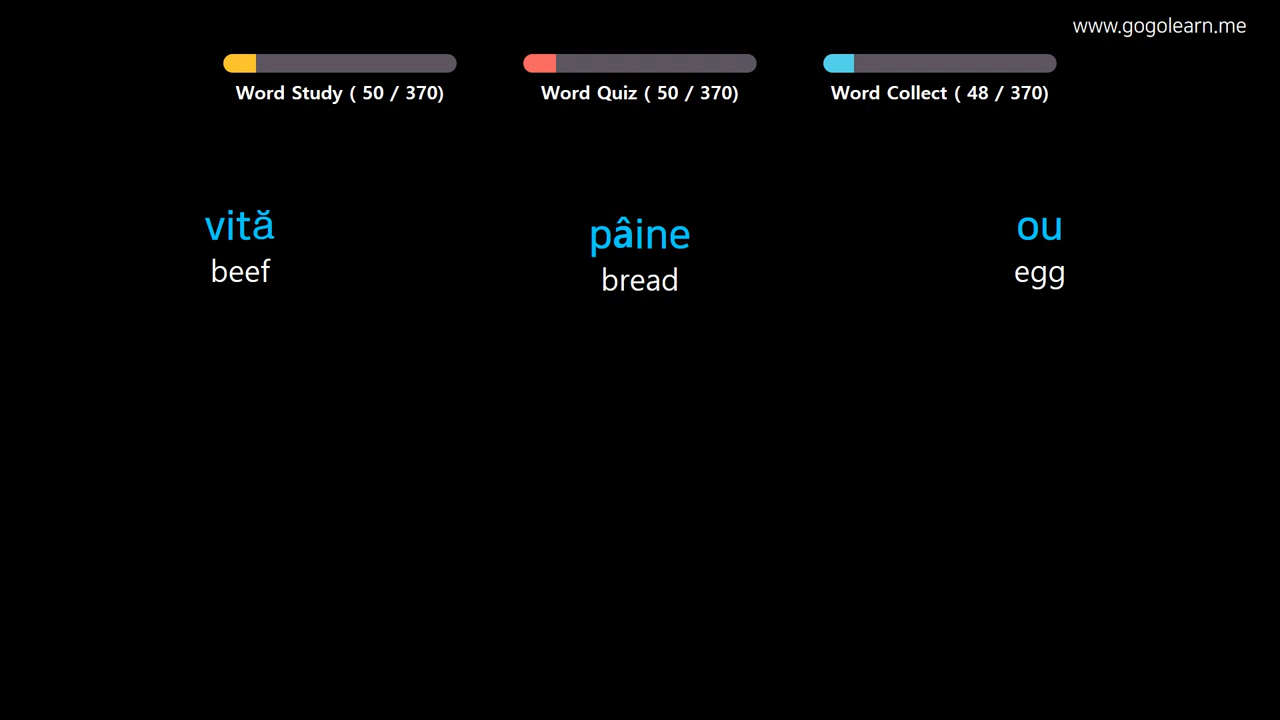 www.gogolearn.me
Word Study ( 50 / 370)
Word Quiz ( 50 / 370)
Word Collect ( 48 / 370)
vită
beef
pâine
bread
ou
egg